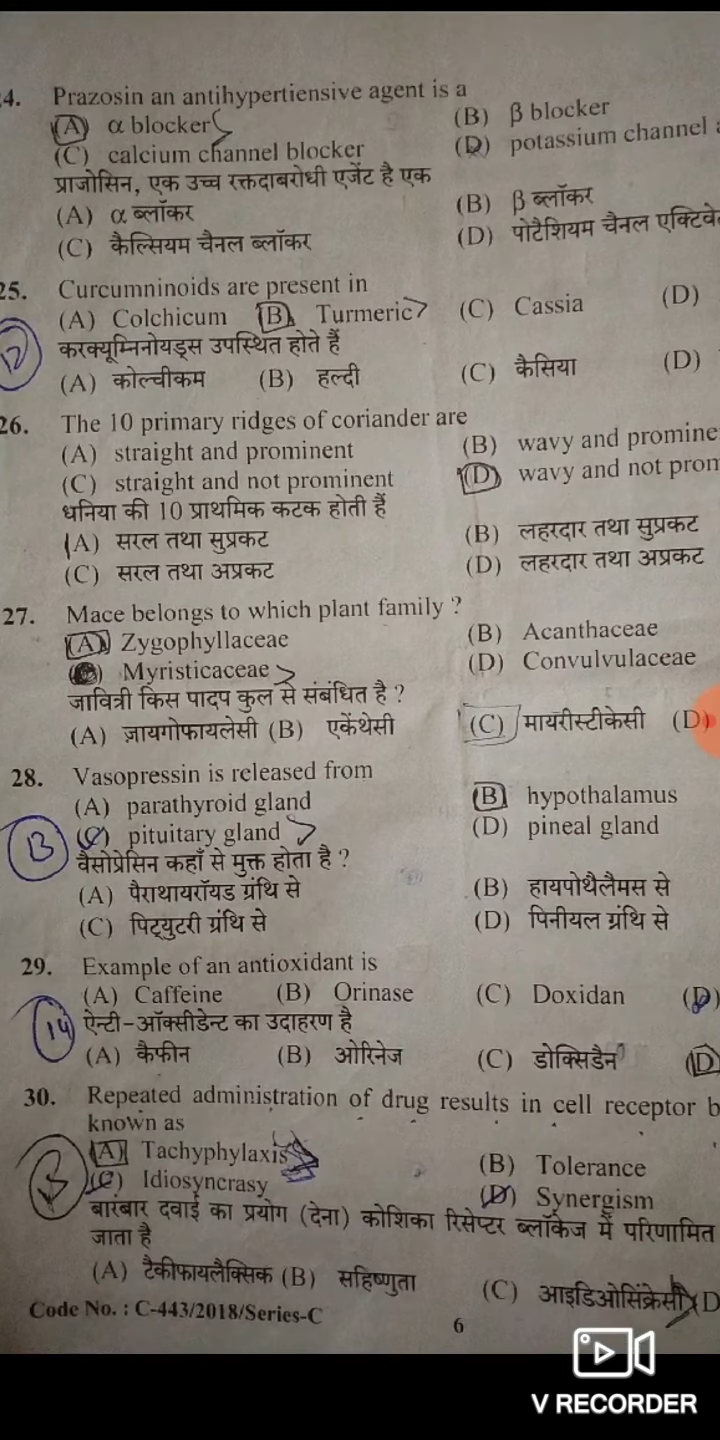 4. Prazosin an antihypertiensive agent is a
(A) α blocker (B) β blocker
(C) calcium channel blocker (D) potassium channel
प्राजोसिन, एक उच्च रक्तदाबरोधी एजेंट है एक
(A) α ब्लॉकर (B) β ब्लॉकर
(C) कैल्सियम चैनल ब्लॉकर (D) पोटैशियम चैनल एक्टिवे
25. Curcumninoids are present in
(A) Colchicum (B) Turmeric (C) Cassia (D)
12
करक्यूम्मिनोयड्स उपस्थित होते हैं
(A) कोल्चीकम (B) हल्दी (C) कैसिया (D)
26. The 10 primary ridges of coriander are
(A) straight and prominent (B) wavy and promine
(C) straight and not prominent (D) wavy and not pron
धनिया की 10 प्राथमिक कटक होती हैं
(A) सरल तथा सुप्रकट (B) लहरदार तथा सुप्रकट
(C) सरल तथा अप्रकट (D) लहरदार तथा अप्रकट
27. Mace belongs to which plant family ?
(A) Zygophyllaceae (B) Acanthaceae
Myristicaceae (D) Convulvulaceae
जावित्री किस पादप कुल से संबंधित है ?
(A) ज़ायगोफायलेसी (B) एकेंथेसी (C) मायरीस्टीकेसी (D)
28. Vasopressin is released from
(A) parathyroid gland (B) hypothalamus
(C) pituitary gland (D) pineal gland
13
वैसोप्रेसिन कहाँ से मुक्त होता है ?
(A) पैराथायरॉयड ग्रंथि से (B) हायपोथैलैमस से
(C) पिट्युटरी ग्रंथि से (D) पिनीयल ग्रंथि से
29. Example of an antioxidant is
(A) Caffeine (B) Orinase (C) Doxidan (D)
14
ऐन्टी-ऑक्सीडेन्ट का उदाहरण है
(A) कैफीन (B) ओरिनेज (C) डोक्सिडैन (D
30. Repeated administration of drug results in cell receptor b
known as
(A) Tachyphylaxis (B) Tolerance
(C) Idiosyncrasy (D) Synergism
बारंबार दवाई का प्रयोग (देना) कोशिका रिसेप्टर ब्लॉकेज में परिणामित
जाता है
(A) टैकीफायलैक्सिक (B) सहिष्णुता (C) आइडिओसिंक्रेसी (D
Code No. : C-443/2018/Series-C
6
V RECORDER